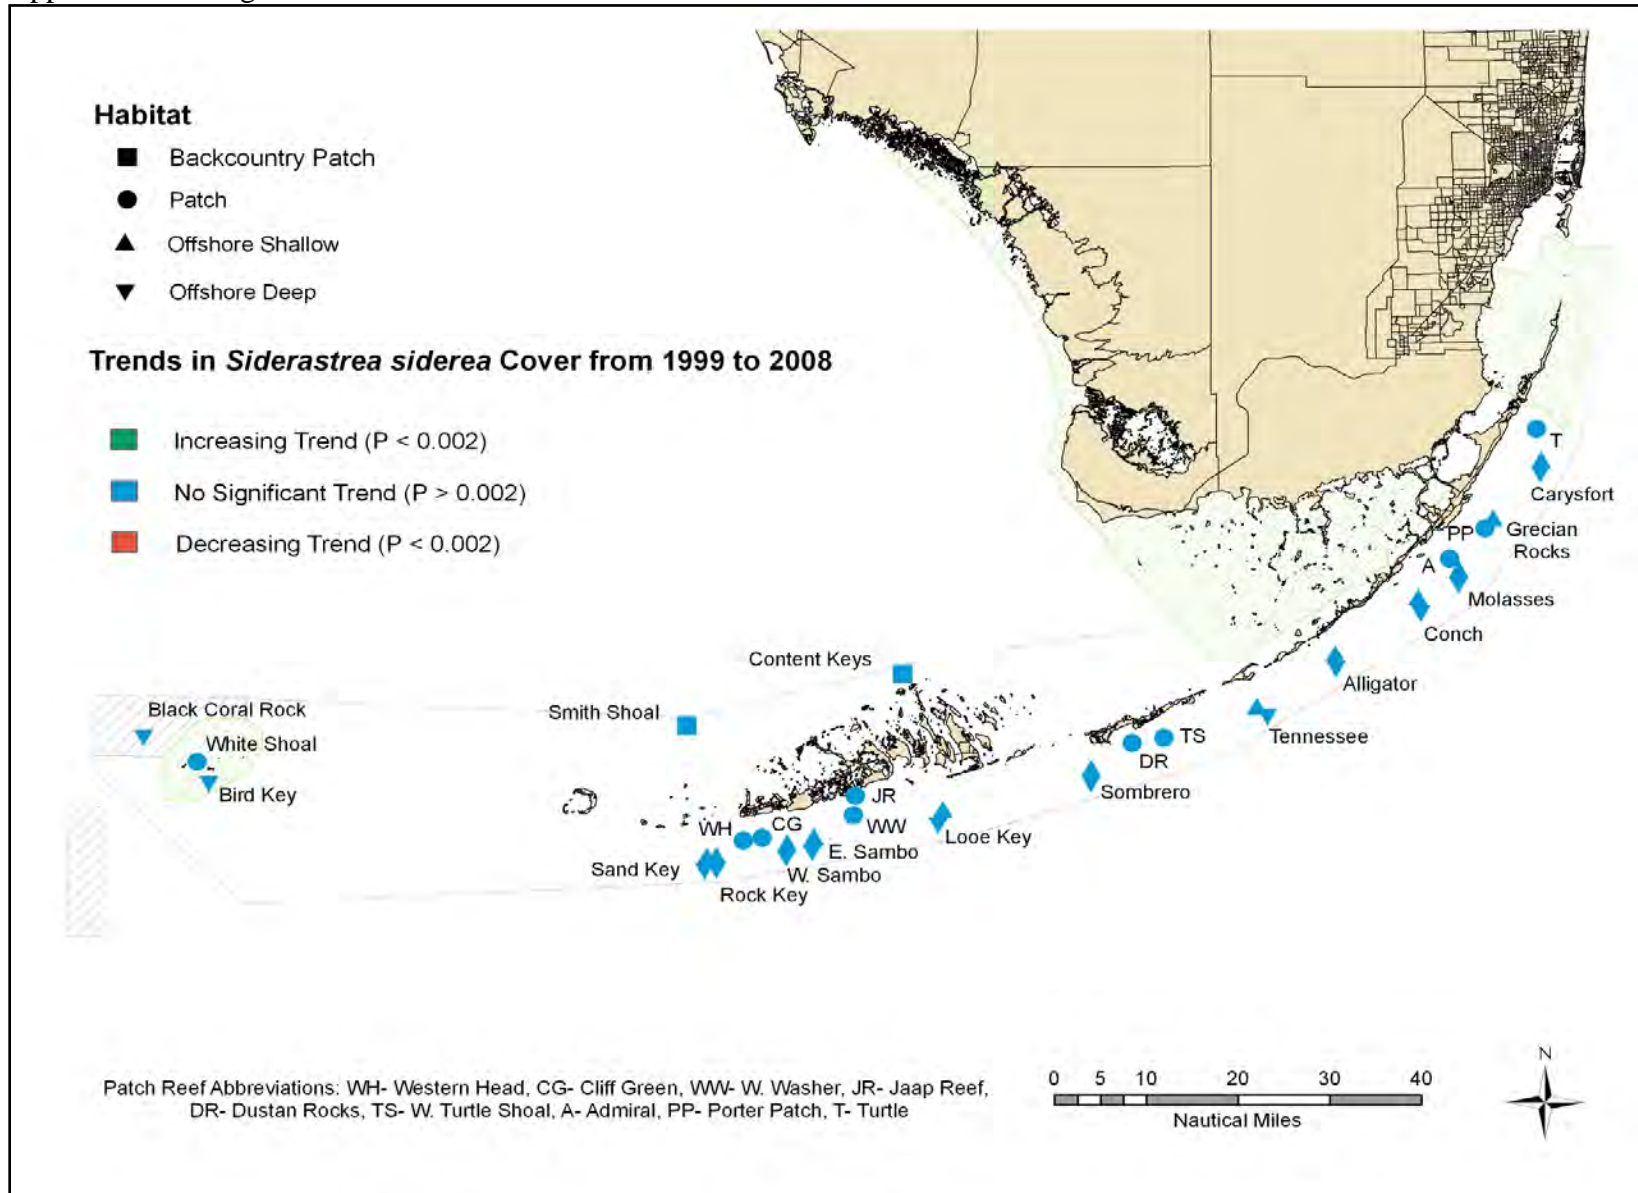 Habitat
Backcountry Patch
Patch
Offshore Shallow
Offshore Deep
Trends in Siderastrea siderea Cover from 1999 to 2008
Increasing Trend (P < 0.002)
No Significant Trend (P > 0.002)
Decreasing Trend (P < 0.002)
T
Carysfort
PP
Grecian
Rocks
A
Molasses
Conch
Content Keys
Alligator
Black Coral Rock
Smith Shoal
White Shoal
TS
Tennessee
DR
Bird Key
Sombrero
JR
WH
CG
WW
Looe Key
E. Sambo
Sand Key
W. Sambo
Rock Key
Patch Reef Abbreviations: WH- Western Head, CG- Cliff Green, WW- W. Washer, JR- Jaap Reef,
DR- Dustan Rocks, TS- W. Turtle Shoal, A- Admiral, PP- Porter Patch, T- Turtle
0 5 10 20 30 40
Nautical Miles
N